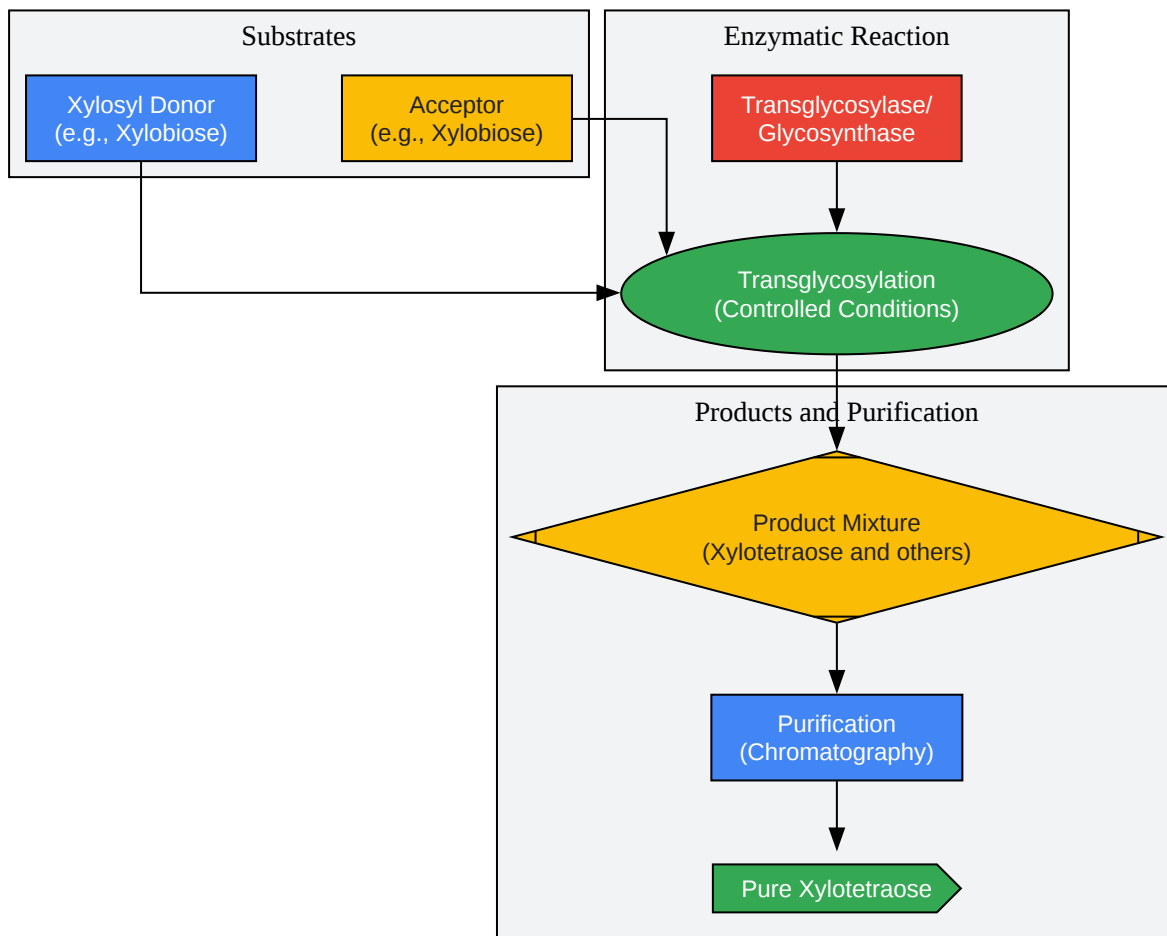 Substrates
Xylosyl Donor
(e.g., Xylobiose)
Acceptor
(e.g., Xylobiose)
Enzymatic Reaction
Transglycosylase/
Glycosynthase
Transglycosylation
(Controlled Conditions)
Products and Purification
Product Mixture
(Xylotetraose and others)
Purification
(Chromatography)
Pure Xylotetraose